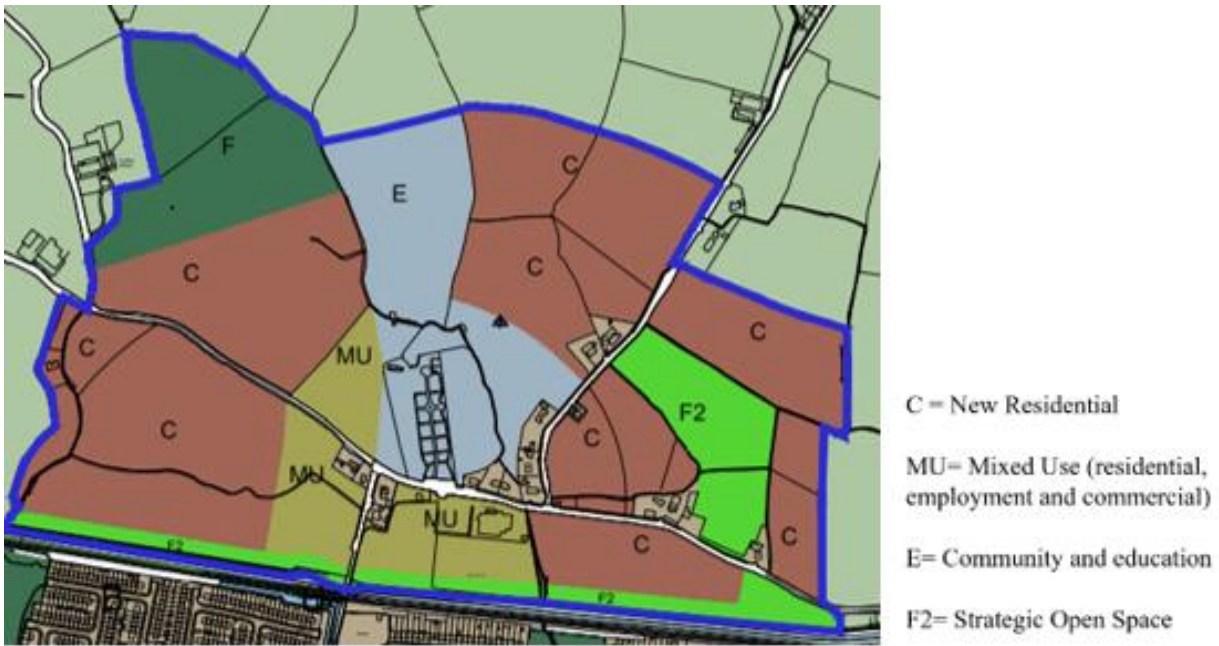 F
E
C
C
C
C
C
MU
F2
C
C
MU
MU
C
C
F2
F2
C = New Residential
MU= Mixed Use (residential,
employment and commercial)
E= Community and education
F2= Strategic Open Space